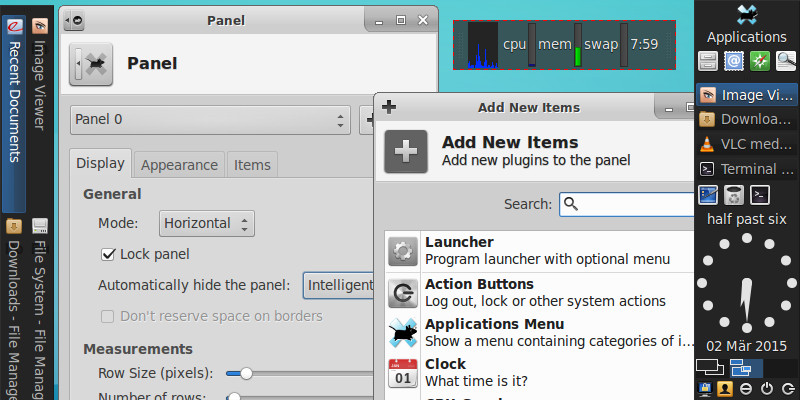 Recent Documents
Image Viewer
Downloads - File Manage
File System - File Manag
Panel
Panel
Panel 0
Display
Appearance
Items
General
Mode:
Horizontal
Lock panel
Automatically hide the panel:
Intelligent
Don't reserve space on borders
Measurements
Row Size (pixels):
Number of rows:
cpu
mem
swap
7:59
Add New Items
Add New Items
Add new plugins to the panel
Search:
Launcher
Program launcher with optional menu
Action Buttons
Log out, lock or other system actions
Applications Menu
Show a menu containing categories of i...
01
Clock
What time is it?
Applications
Image Vi...
Downloa...
VLC med...
Terminal ...
half past six
02 Mär 2015